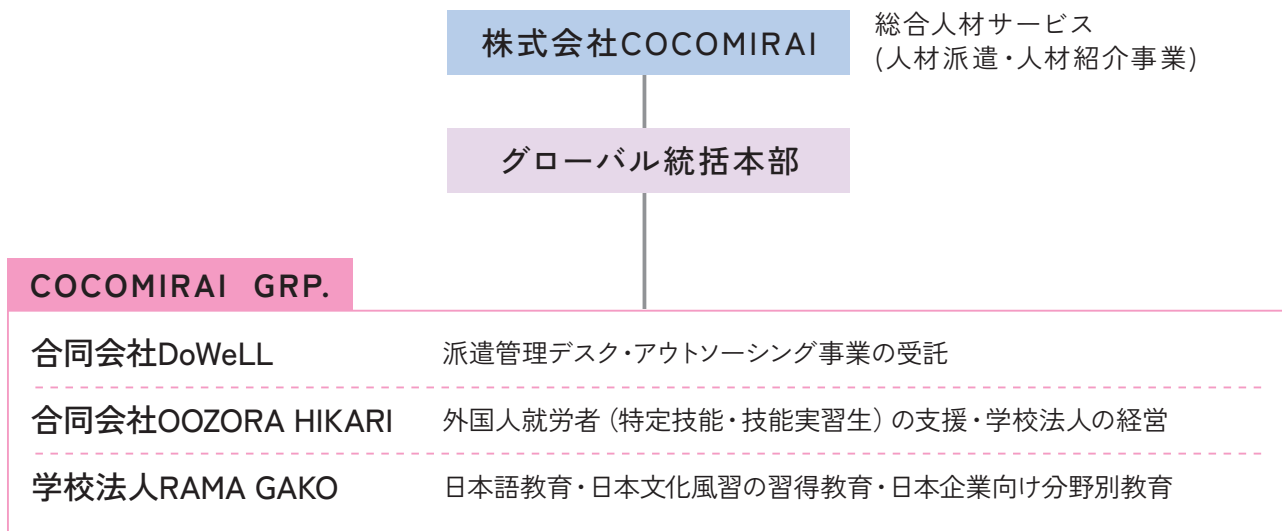 株式会社COCOMIRAI
総合人材サービス
(人材派遣・人材紹介事業)
グローバル統括本部
COCOMIRAI GRP.
合同会社DoWeLL 派遣管理デスク・アウトソーシング事業の受託
合同会社OOZORA HIKARI 外国人就労者（特定技能・技能実習生）の支援・学校法人の経営
学校法人RAMA GAKO 日本語教育・日本文化風習の習得教育・日本企業向け分野別教育